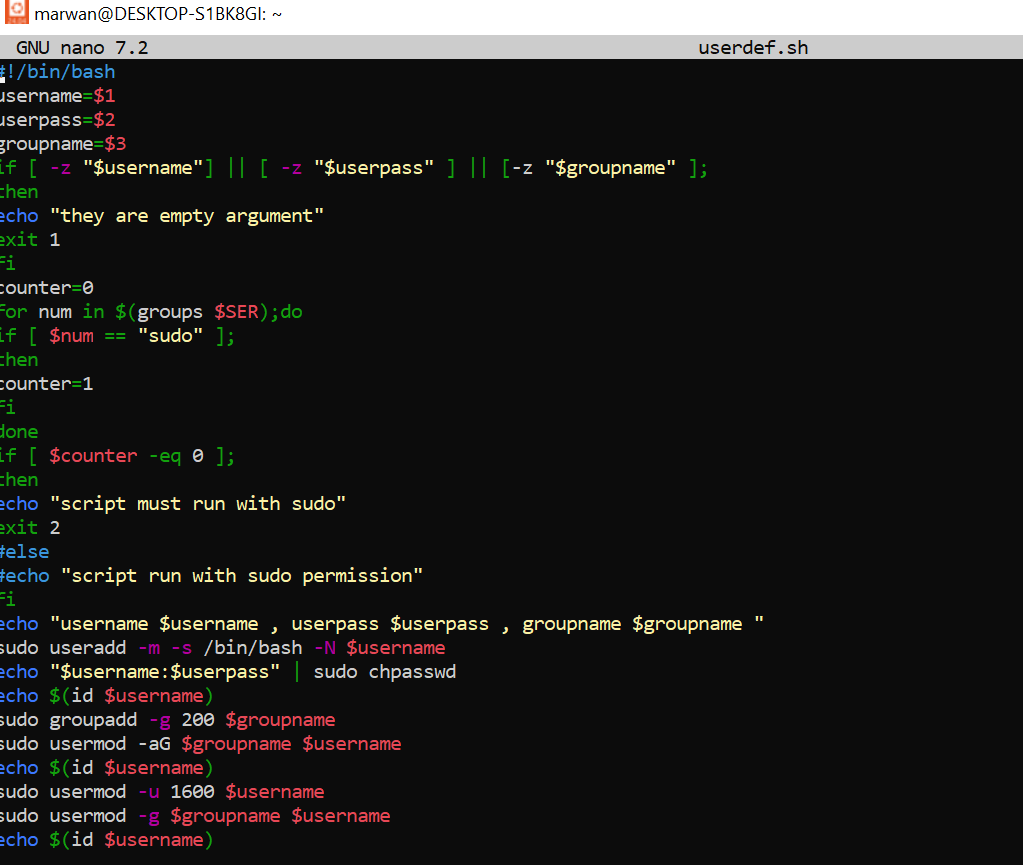 marwan@DESKTOP-S1BK8GI: ~
GNU nano 7.2 userdef.sh
#!/bin/bash
username=$1
userpass=$2
groupname=$3
if [ -z "$username"] || [ -z "$userpass" ] || [-z "$groupname" ];
then
echo "they are empty argument"
exit 1
fi
counter=0
for num in $(groups $SER);do
if [ $num == "sudo" ];
then
counter=1
fi
done
if [ $counter -eq 0 ];
then
echo "script must run with sudo"
exit 2
#else
#echo "script run with sudo permission"
fi
echo "username $username , userpass $userpass , groupname $groupname "
sudo useradd -m -s /bin/bash -N $username
echo "$username:$userpass" | sudo chpasswd
echo $(id $username)
sudo groupadd -g 200 $groupname
sudo usermod -aG $groupname $username
echo $(id $username)
sudo usermod -u 1600 $username
sudo usermod -g $groupname $username
echo $(id $username)